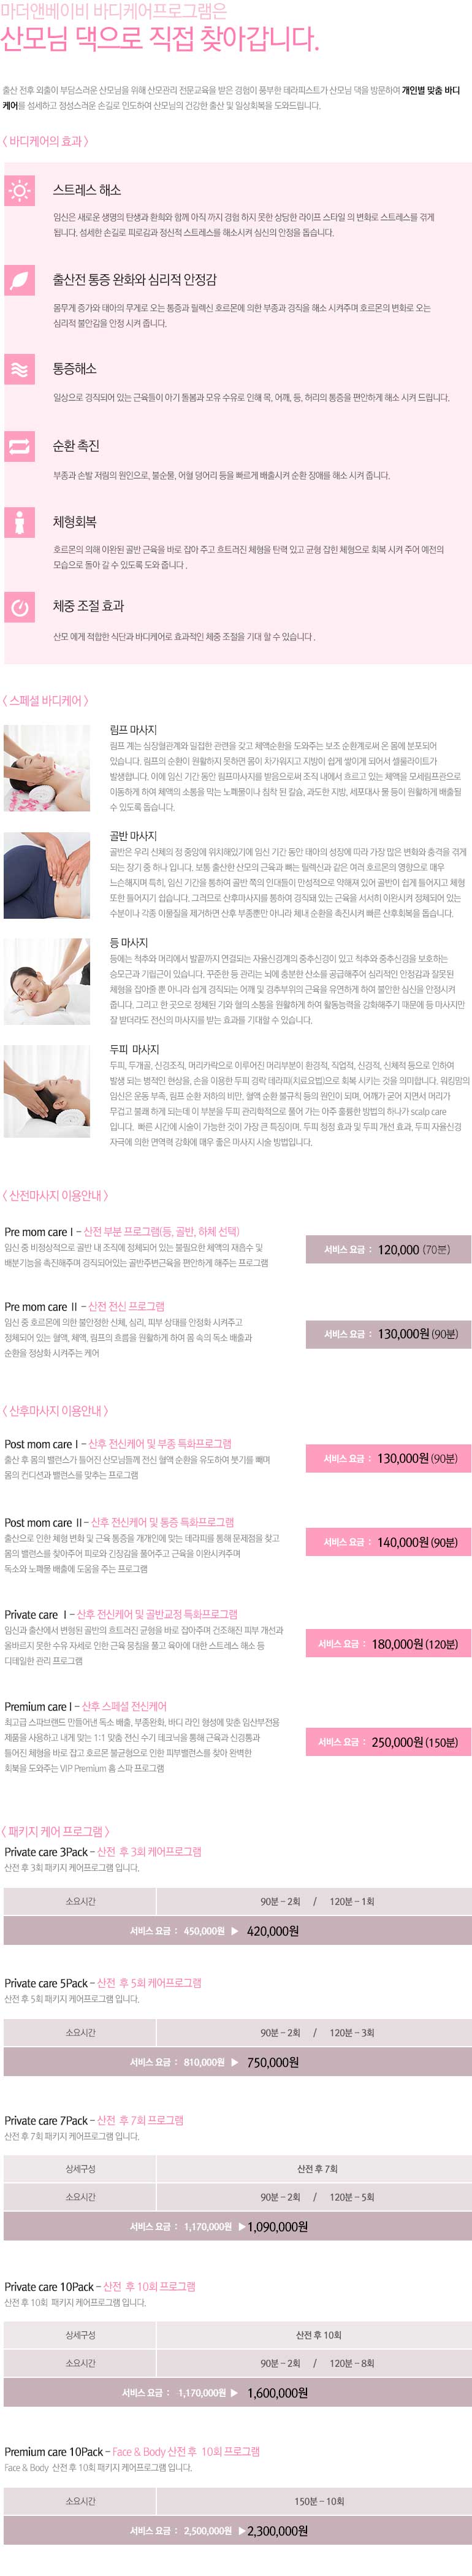 마더앤베이비 바디케어프로그램은
산모님 댁으로 직접 찾아갑니다.
출산 전후 외출이 부담스러운 산모님을 위해 산모관리 전문교육을 받은 경험이 풍부한 테라피스트가 산모님 댁을 방문하여 개인별 맞춤 바디
케어를 섬세하고 정성스러운 손길로 인도하여 산모님의 건강한 출산 및 일상회복을 도와드립니다.
〈 바디케어의 효과 〉
스트레스 해소
임신은 새로운 생명의 탄생과 환희와 함께 아직 까지 경험 하지 못한 상당한 라이프 스타일 의 변화로 스트레스를 겪게
됩니다. 섬세한 손길로 피로감과 정신적 스트레스를 해소시켜 심신의 안정을 돕습니다.
출산전 통증 완화와 심리적 안정감
몸무게 증가와 태아의 무게로 오는 통증과 릴렉신 호르몬에 의한 부종과 경직을 해소 시켜주며 호르몬의 변화로 오는
심리적 불안감을 안정 시켜 줍니다.
통증해소
일상으로 경직되어 있는 근육들이 아기 돌봄과 모유 수유로 인해 목, 어깨, 등, 허리의 통증을 편안하게 해소 시켜 드립니다.
순환 촉진
부종과 손발 저림의 원인으로, 불순물, 어혈 덩어리 등을 빠르게 배출시켜 순환 장애를 해소 시켜 줍니다.
체형회복
호르몬의 의해 이완된 골반 근육을 바로 잡아 주고 흐트러진 체형을 탄력 있고 균형 잡힌 체형으로 회복 시켜 주어 예전의
모습으로 돌아 갈 수 있도록 도와 줍니다 .
체중 조절 효과
산모 에게 적합한 식단과 바디케어로 효과적인 체중 조절을 기대 할 수 있습니다 .
〈 스페셜 바디케어 〉
림프 마사지
림프 계는 심장혈관계와 밀접한 관련을 갖고 체액순환을 도와주는 보조 순환계로써 온 몸에 분포되어
있습니다. 림프의 순환이 원활하지 못하면 몸이 차가워지고 지방이 쉽게 쌓이게 되어서 셀룰라이트가
발생합니다. 이에 임신 기간 동안 림프마사지를 받음으로써 조직 내에서 흐르고 있는 체액을 모세림프관으로
이동하게 하여 체액의 소통을 막는 노폐물이나 침착 된 칼슘, 과도한 지방, 세포대사 물 등이 원활하게 배출될
수 있도록 돕습니다.
골반 마사지
골반은 우리 신체의 정 중앙에 위치해있기에 임신 기간 동안 태아의 성장에 따라 가장 많은 변화와 충격을 겪게
되는 장기 중 하나 입니다. 보통 출산한 산모의 근육과 뼈는 릴렉신과 같은 여러 호르몬의 영향으로 매우
느슨해지며 특히, 임신 기간을 통하여 골반 쪽의 인대들이 만성적으로 약해져 있어 골반이 쉽게 틀어지고 체형
또한 틀어지기 쉽습니다. 그러므로 산후마사지를 통하여 경직돼 있는 근육을 서서히 이완시켜 정체되어 있는
수분이나 각종 이물질을 제거하면 산후 부종뿐만 아니라 체내 순환을 촉진시켜 빠른 산후회복을 돕습니다.
등 마사지
등에는 척추와 머리에서 발끝까지 연결되는 자율신경계의 중추신경이 있고 척추와 중추신경을 보호하는
승모근과 기립근이 있습니다. 꾸준한 등 관리는 뇌에 충분한 산소를 공급해주어 심리적인 안정감과 잘못된
체형을 잡아줄 뿐 아니라 쉽게 경직되는 어깨 및 경추부위의 근육을 유연하게 하여 불안한 심신을 안정시켜
줍니다. 그리고 한 곳으로 정체된 기와 혈의 소통을 원활하게 하여 활동능력을 강화해주기 때문에 등 마사지만
잘 받더라도 전신의 마사지를 받는 효과를 기대할 수 있습니다.
두피 마사지
두피, 두개골, 신경조직, 머리카락으로 이루어진 머리부분이 환경적, 직업적, 신경적, 신체적 등으로 인하여
발생 되는 병적인 현상을, 손을 이용한 두피 경락 테라피(치료요법)으로 회복 시키는 것을 의미합니다. 워킹맘의
임신은 운동 부족, 림프 순환 저하의 비만, 혈액 순환 불규칙 등의 원인이 되며, 어깨가 굳어 지면서 머리가
무겁고 불쾌 하게 되는데 이 부분을 두피 관리학적으로 풀어 가는 아주 훌륭한 방법의 하나가 scalp care
입니다. 빠른 시간에 시술이 가능한 것이 가장 큰 특징이며, 두피 청정 효과 및 두피 개선 효과, 두피 자율신경
자극에 의한 면역력 강화에 매우 좋은 마사지 시술 방법입니다.
〈 산전마사지 이용안내 〉
Pre mom care Ⅰ - 산전 부분 프로그램(등, 골반, 하체 선택)
임신 중 비정상적으로 골반 내 조직에 정체되어 있는 불필요한 체액의 재흡수 및
배분기능을 촉진해주며 경직되어있는 골반주변근육을 편안하게 해주는 프로그램
서비스 요금 : 120,000 (70분)
Pre mom care Ⅱ - 산전 전신 프로그램
임신 중 호르몬에 의한 불안정한 신체, 심리, 피부 상태를 안정화 시켜주고
정체되어 있는 혈액, 체액, 림프의 흐름을 원활하게 하여 몸 속의 독소 배출과
순환을 정상화 시켜주는 케어
서비스 요금 : 130,000원 (90분)
〈 산후마사지 이용안내 〉
Post mom care Ⅰ - 산후 전신케어 및 부종 특화프로그램
출산 후 몸의 밸런스가 들어진 산모님들께 전신 혈액 순환을 유도하여 붓기를 빼며
몸의 컨디션과 밸런스를 맞추는 프로그램
서비스 요금 : 130,000원 (90분)
Post mom care Ⅱ - 산후 전신케어 및 통증 특화프로그램
출산으로 인한 체형 변화 및 근육 통증을 개개인에 맞는 테라피를 통해 문제점을 찾고
몸의 밸런스를 찾아주어 피로와 긴장감을 풀어주고 근육을 이완시켜주며
독소와 노폐물 배출에 도움을 주는 프로그램
서비스 요금 : 140,000원 (90분)
Private care Ⅰ - 산후 전신케어 및 골반교정 특화프로그램
임신과 출산에서 변형된 골반의 흐트러진 균형을 바로 잡아주며 건조해진 피부 개선과
올바르지 못한 수유 자세로 인한 근육 뭉침을 풀고 육아에 대한 스트레스 해소 등
디테일한 관리 프로그램
서비스 요금 : 180,000원 (120분)
Premium care Ⅰ - 산후 스페셜 전신케어
최고급 스파브랜드 만들어낸 독소 배출, 부종완화, 바디 라인 형성에 맞춘 임산부전용
제품을 사용하고 내게 맞는 1:1 맞춤 전신 수기 테크닉을 통해 근육과 신경통과
들어진 체형을 바로 잡고 호르몬 불균형으로 인한 피부밸런스를 찾아 완벽한
회북을 도와주는 VIP Premium 홈 스파 프로그램
서비스 요금 : 250,000원 (150분)
〈 패키지 케어 프로그램 〉
Private care 3Pack - 산전 후 3회 케어프로그램
산전 후 3회 패키지 케어프로그램 입니다.
소요시간 90분 - 2회 / 120분 - 1회
서비스 요금 : 450,000원 ▶ 420,000원
Private care 5Pack - 산전 후 5회 케어프로그램
산전 후 5회 패키지 케어프로그램 입니다.
소요시간 90분 - 2회 / 120분 - 3회
서비스 요금 : 810,000원 ▶ 750,000원
Private care 7Pack - 산전 후 7회 프로그램
산전 후 7회 패키지 케어프로그램 입니다.
상세구성 산전 후 7회
소요시간 90분 - 2회 / 120분 - 5회
서비스 요금 : 1,170,000원 ▶ 1,090,000원
Private care 10Pack - 산전 후 10회 프로그램
산전 후 10회 패키지 케어프로그램 입니다.
상세구성 산전 후 10회
소요시간 90분 - 2회 / 120분 - 8회
서비스 요금 : 1,170,000원 ▶ 1,600,000원
Premium care 10Pack - Face & Body 산전 후 10회 프로그램
Face & Body 산전 후 10회 패키지 케어프로그램 입니다.
소요시간 150분 - 10회
서비스 요금 : 2,500,000원 ▶ 2,300,000원